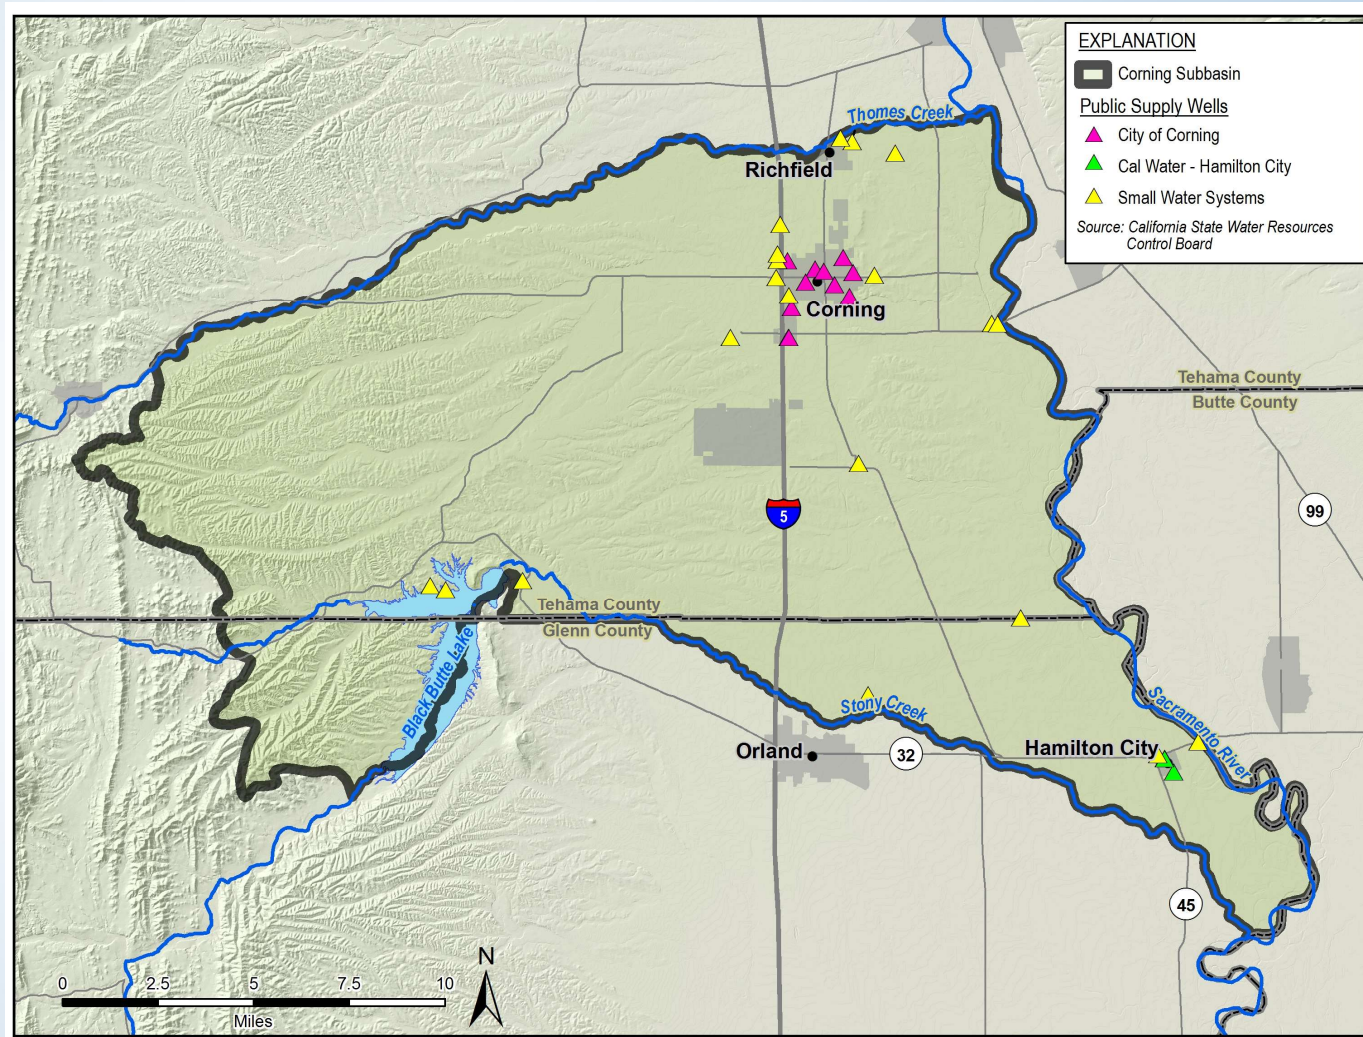 EXPLANATION
Corning Subbasin
Public Supply Wells
City of Corning
Cal Water - Hamilton City
Small Water Systems
Source: California State Water Resources
Control Board
Thomes Creek
Richfield
Corning
Tehama County
Butte County
99
5
Tehama County
Glenn County
Black Butte Lake
Stony Creek
Sacramento River
Orland
32
Hamilton City
45
N
0 2.5 5 7.5 10
Miles